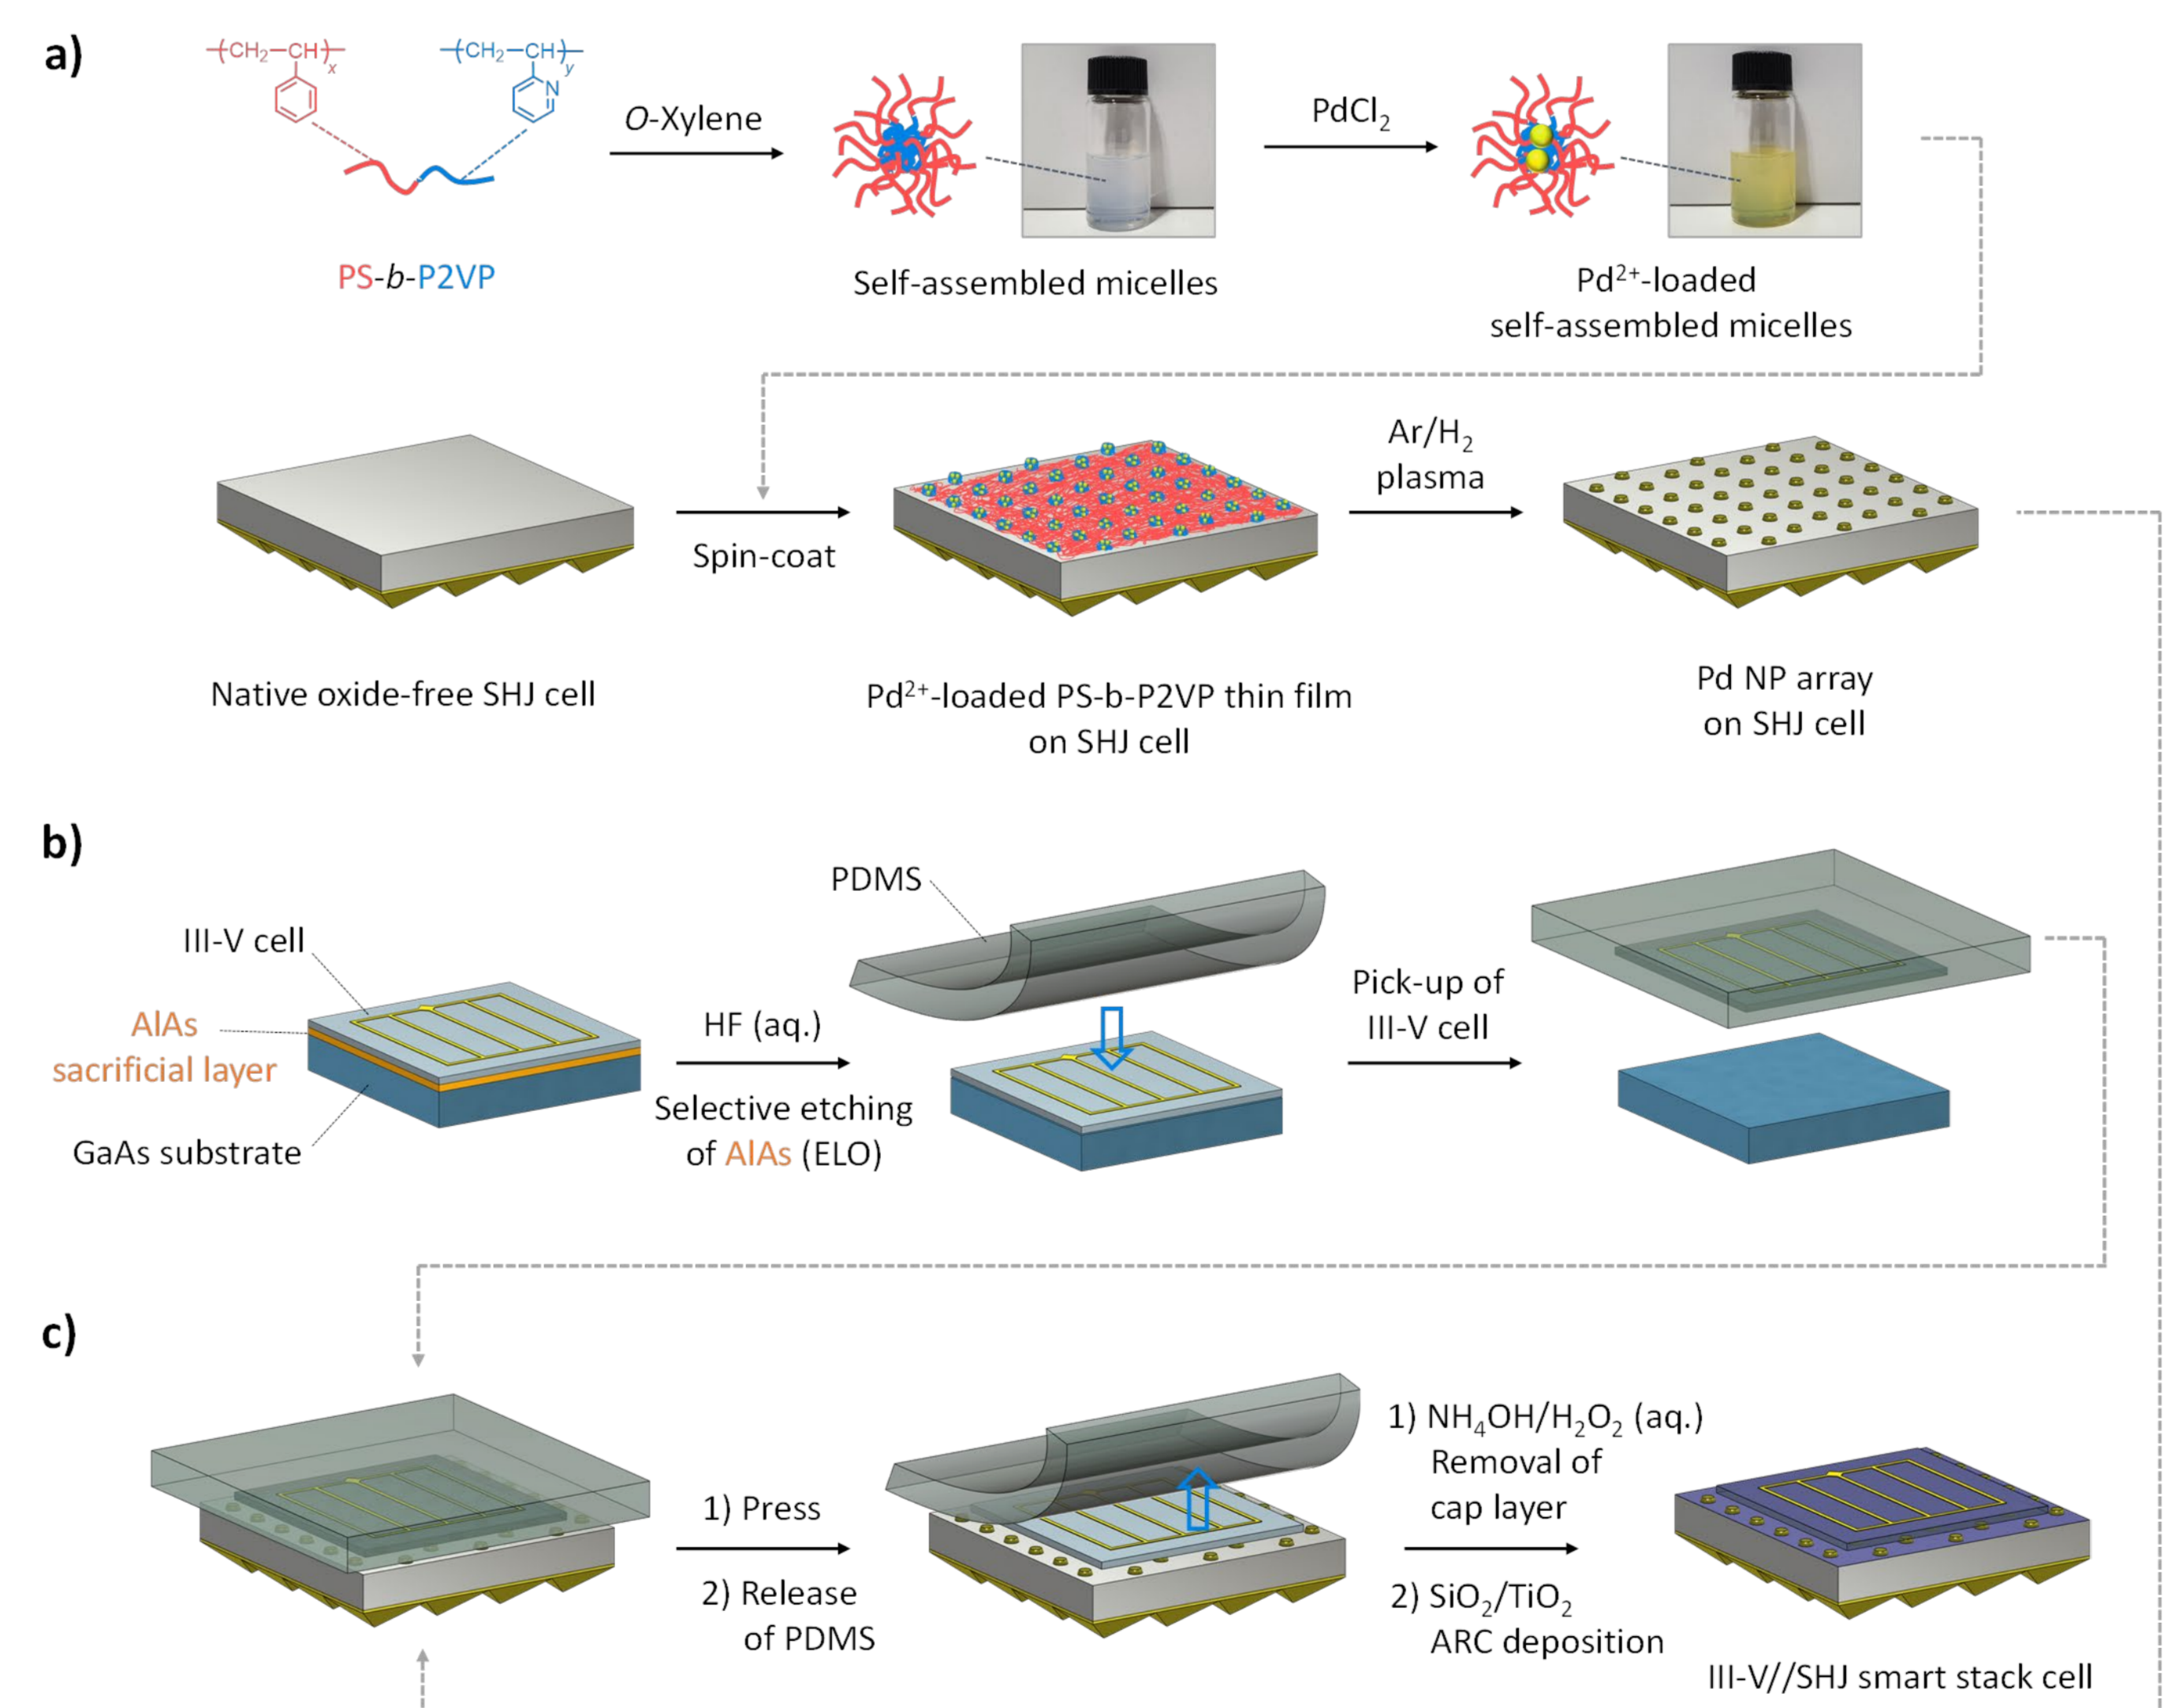 a)
-(CH₂-CH)-x
-(CH₂-CH)-y
N
O-Xylene
PdCl₂
PS-b-P2VP
Self-assembled micelles
Pd²⁺-loaded
self-assembled micelles
Ar/H₂
plasma
Spin-coat
Native oxide-free SHJ cell
Pd²⁺-loaded PS-b-P2VP thin film
on SHJ cell
Pd NP array
on SHJ cell
b)
PDMS
III-V cell
AlAs
sacrificial layer
GaAs substrate
HF (aq.)
Selective etching
of AlAs (ELO)
Pick-up of
III-V cell
c)
1) Press
2) Release
of PDMS
1) NH₄OH/H₂O₂ (aq.)
Removal of
cap layer
2) SiO₂/TiO₂
ARC deposition
III-V//SHJ smart stack cell